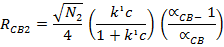 R_{CB2} = \frac{\sqrt{N_2}}{4} \left( \frac{k^{1}c}{1 + k^{1}c} \right) \left( \frac{\propto_{CB} - 1}{\propto_{CB}} \right)